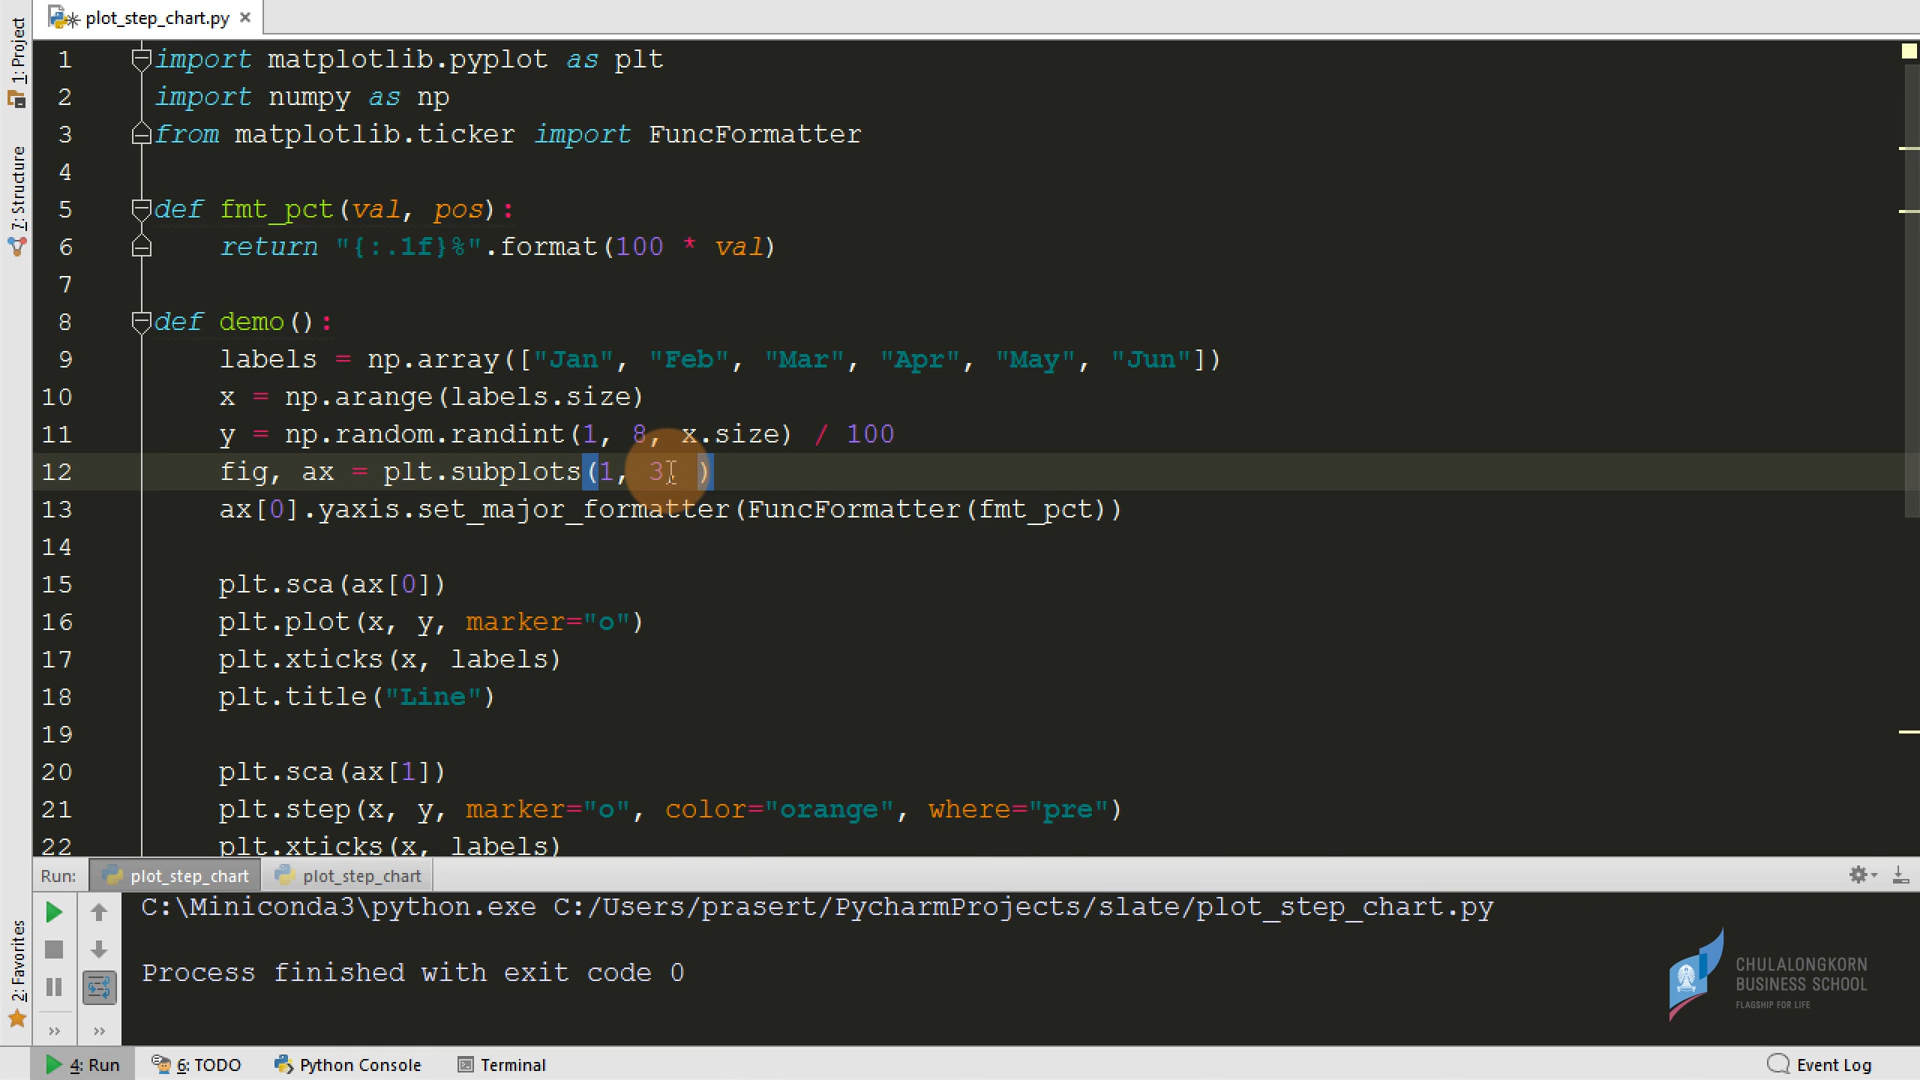 plot_step_chart.py
1: Project
7: Structure
2: Favorites
1 import matplotlib.pyplot as plt
2 import numpy as np
3 from matplotlib.ticker import FuncFormatter
4
5 def fmt_pct(val, pos):
6 return "{:.1f}%".format(100 * val)
7
8 def demo():
9 labels = np.array(["Jan", "Feb", "Mar", "Apr", "May", "Jun"])
10 x = np.arange(labels.size)
11 y = np.random.randint(1, 8, x.size) / 100
12 fig, ax = plt.subplots(1, 3, )
13 ax[0].yaxis.set_major_formatter(FuncFormatter(fmt_pct))
14
15 plt.sca(ax[0])
16 plt.plot(x, y, marker="o")
17 plt.xticks(x, labels)
18 plt.title("Line")
19
20 plt.sca(ax[1])
21 plt.step(x, y, marker="o", color="orange", where="pre")
22 plt.xticks(x, labels)
Run: plot_step_chart plot_step_chart
C:\Miniconda3\python.exe C:/Users/prasert/PycharmProjects/slate/plot_step_chart.py
Process finished with exit code 0
CHULALONGKORN
BUSINESS SCHOOL
FLAGSHIP FOR LIFE
4: Run 6: TODO Python Console Terminal Event Log